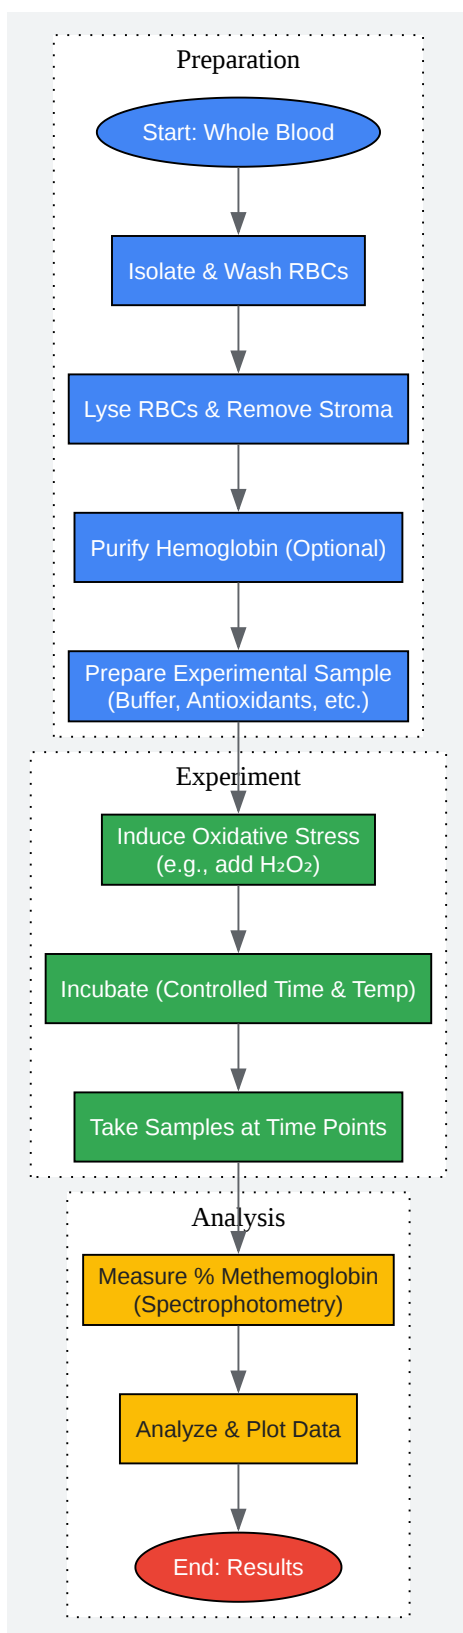 Preparation
Start: Whole Blood
Isolate & Wash RBCs
Lyse RBCs & Remove Stroma
Purify Hemoglobin (Optional)
Prepare Experimental Sample
(Buffer, Antioxidants, etc.)
Experiment
Induce Oxidative Stress
(e.g., add H₂O₂)
Incubate (Controlled Time & Temp)
Take Samples at Time Points
Analysis
Measure % Methemoglobin
(Spectrophotometry)
Analyze & Plot Data
End: Results